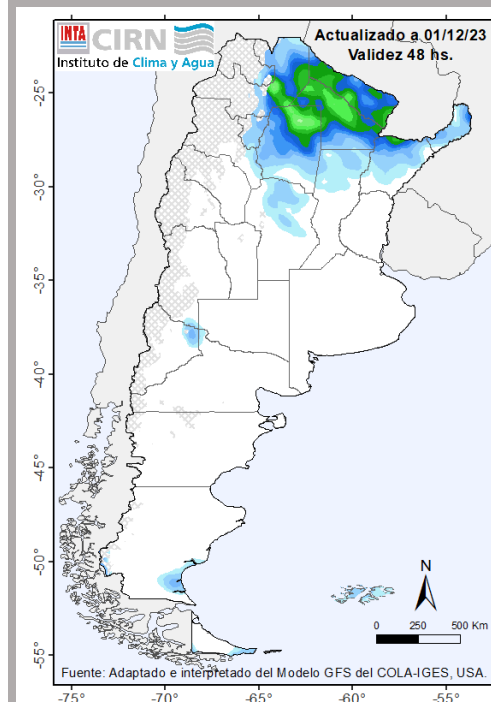 INTA CIRN
Instituto de Clima y Agua
Actualizado a 01/12/23
Validez 48 hs.
-25°
-30°
-35°
-40°
-45°
-50°
-55°
N
0 250 500 Km
Fuente: Adaptado e interpretado del Modelo GFS del COLA-IGES, USA.
-75° -70° -65° -60° -55°